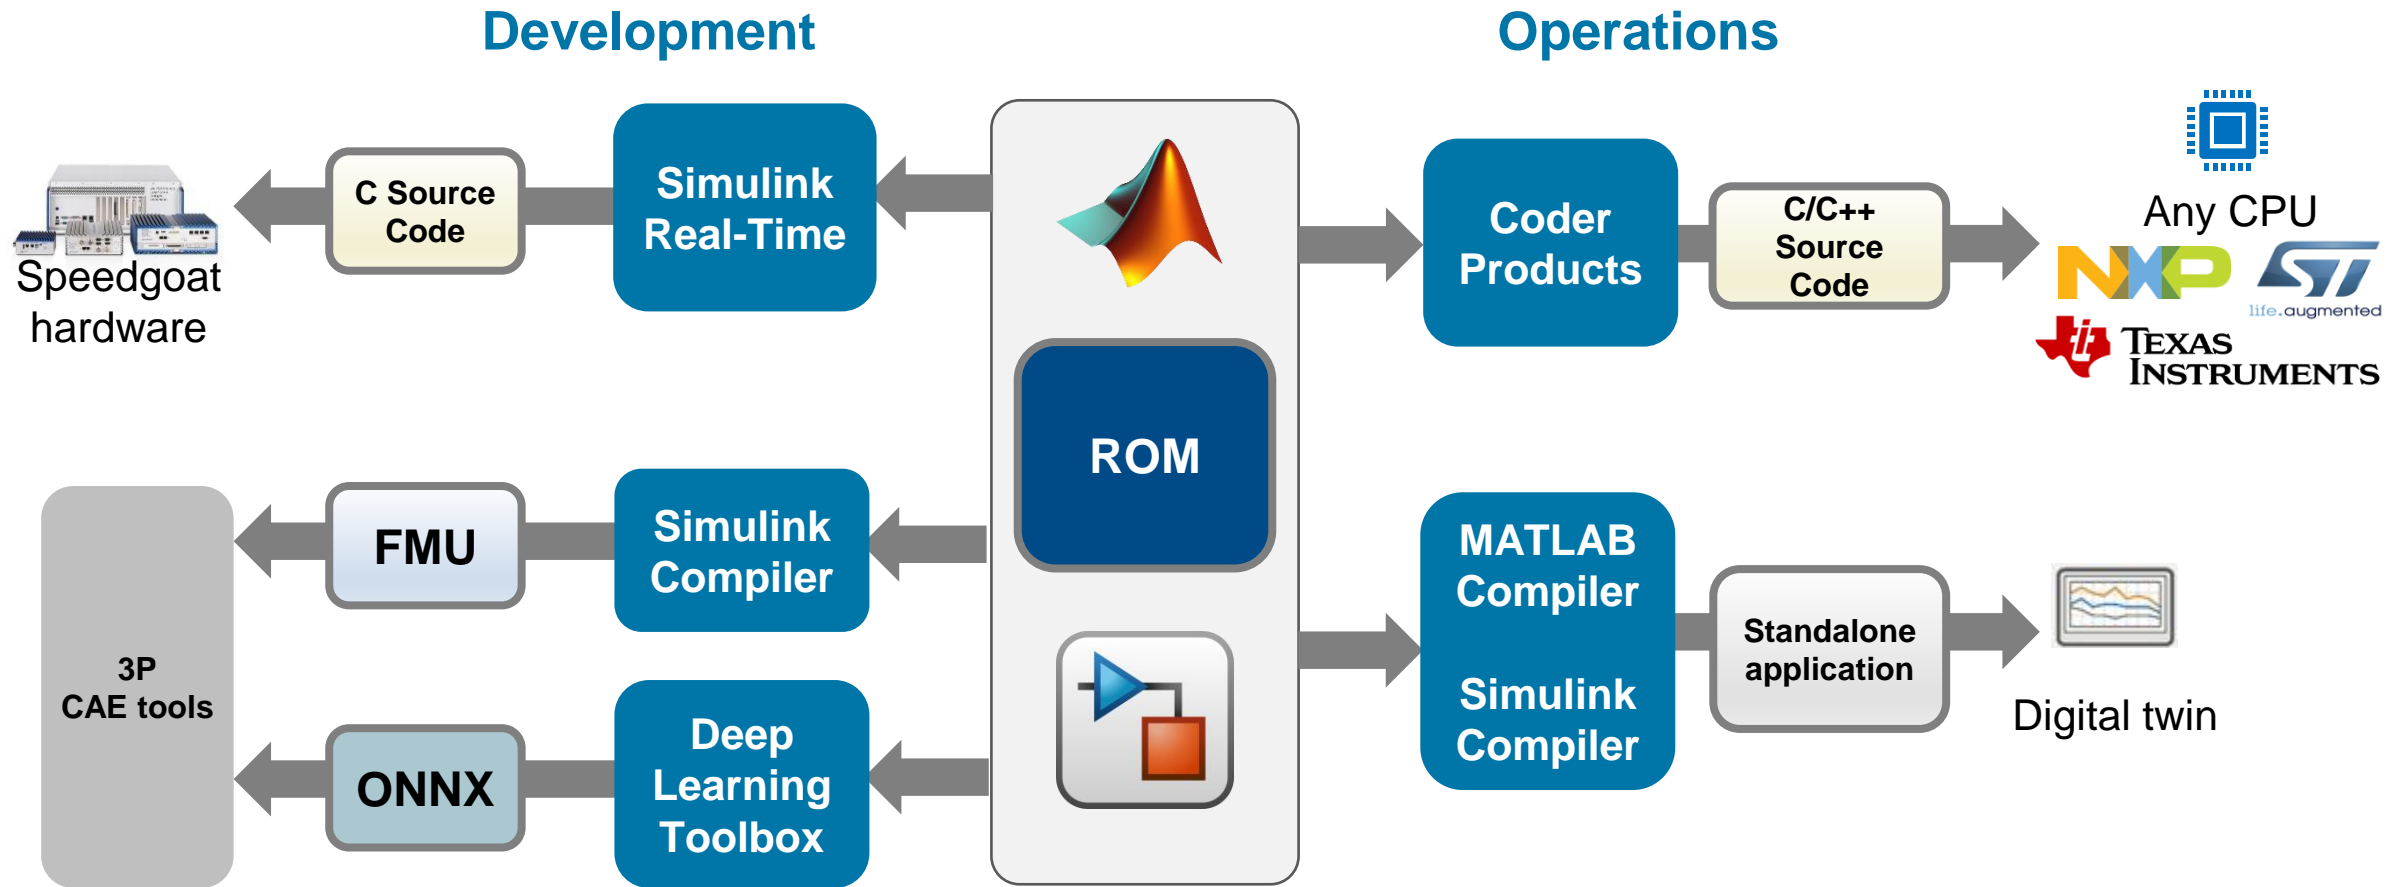 Development
Operations
Speedgoat
hardware
C Source
Code
Simulink
Real-Time
ROM
Coder
Products
C/C++
Source
Code
Any CPU
NXP
ST
life.augmented
TEXAS
INSTRUMENTS
3P
CAE tools
FMU
Simulink
Compiler
ONNX
Deep
Learning
Toolbox
MATLAB
Compiler
Simulink
Compiler
Standalone
application
Digital twin